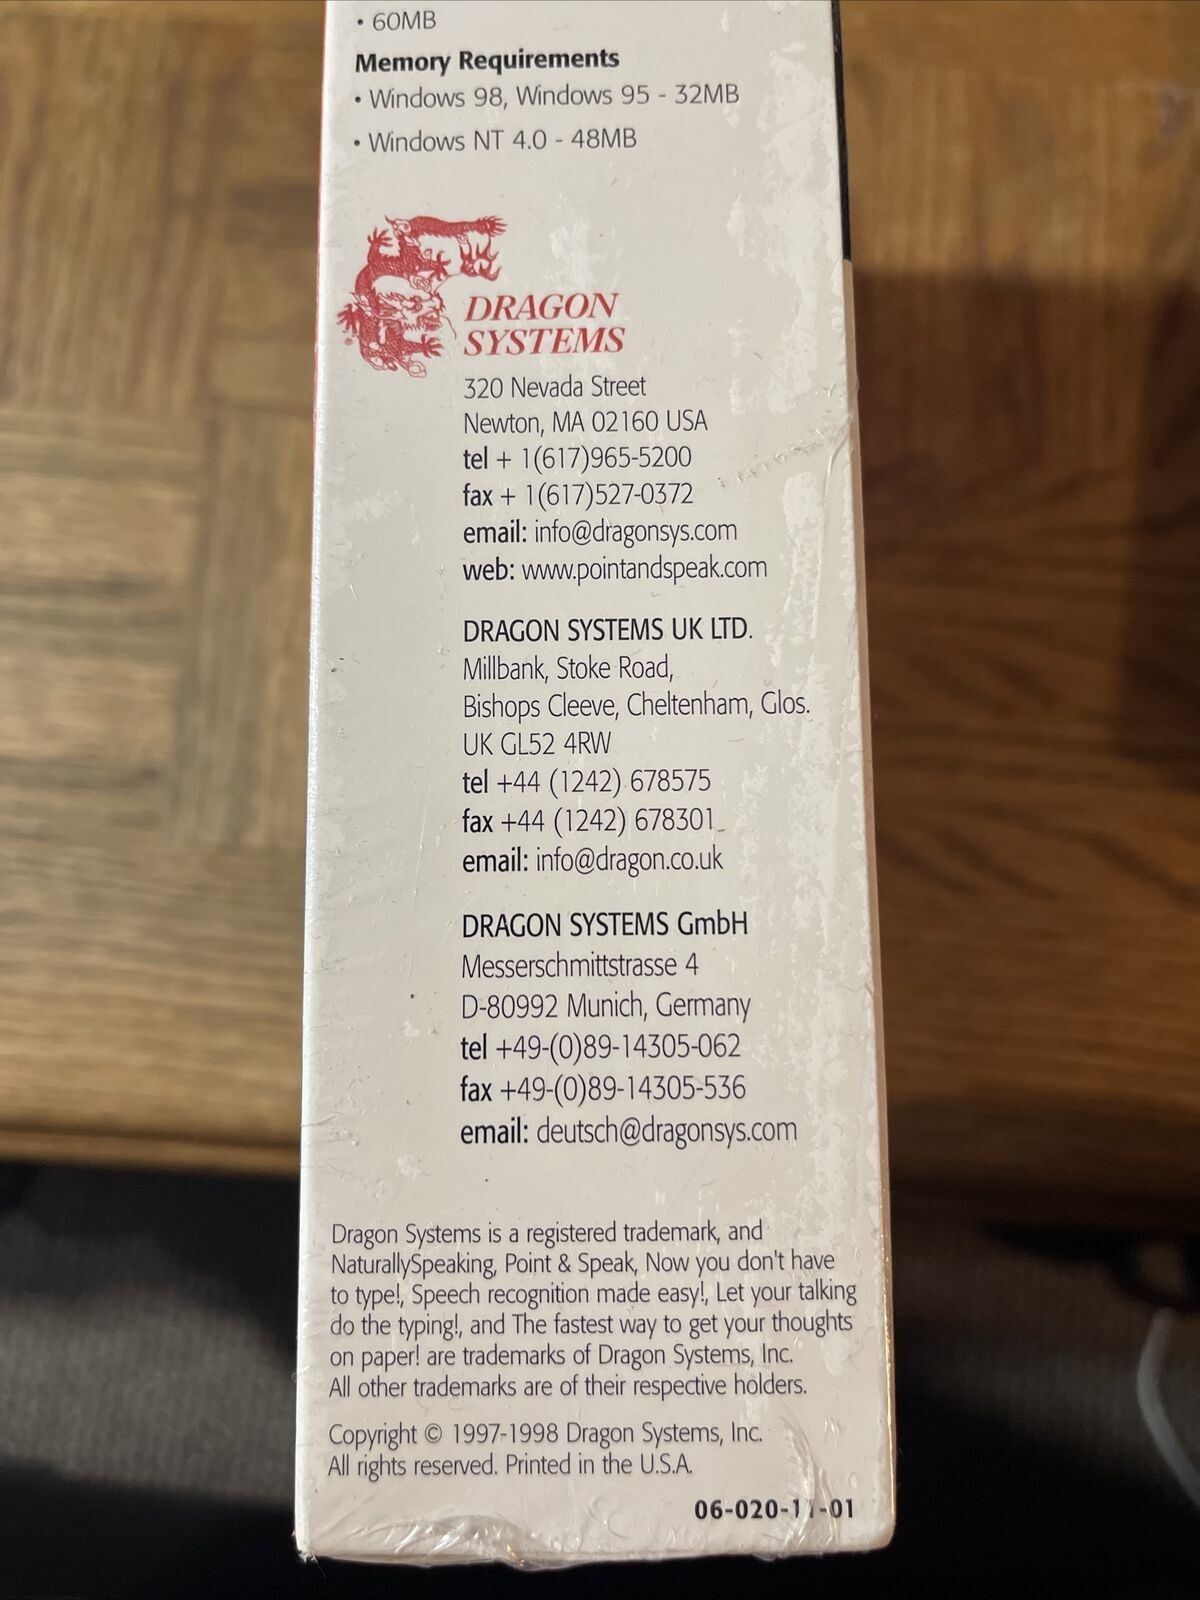 • 60MB
Memory Requirements
• Windows 98, Windows 95 - 32MB
• Windows NT 4.0 - 48MB
DRAGON
SYSTEMS
®
320 Nevada Street
Newton, MA 02160 USA
tel + 1(617)965-5200
fax + 1(617)527-0372
email: info@dragonsys.com
web: www.pointandspeak.com
DRAGON SYSTEMS UK LTD.
Millbank, Stoke Road,
Bishops Cleeve, Cheltenham, Glos.
UK GL52 4RW
tel +44 (1242) 678575
fax +44 (1242) 678301
email: info@dragon.co.uk
DRAGON SYSTEMS GmbH
Messerschmittstrasse 4
D-80992 Munich, Germany
tel +49-(0)89-14305-062
fax +49-(0)89-14305-536
email: deutsch@dragonsys.com
Dragon Systems is a registered trademark, and
NaturallySpeaking, Point & Speak, Now you don't have
to type!, Speech recognition made easy!, Let your talking
do the typing!, and The fastest way to get your thoughts
on paper! are trademarks of Dragon Systems, Inc.
All other trademarks are of their respective holders.
Copyright © 1997-1998 Dragon Systems, Inc.
All rights reserved. Printed in the U.S.A.
06-020-11-01